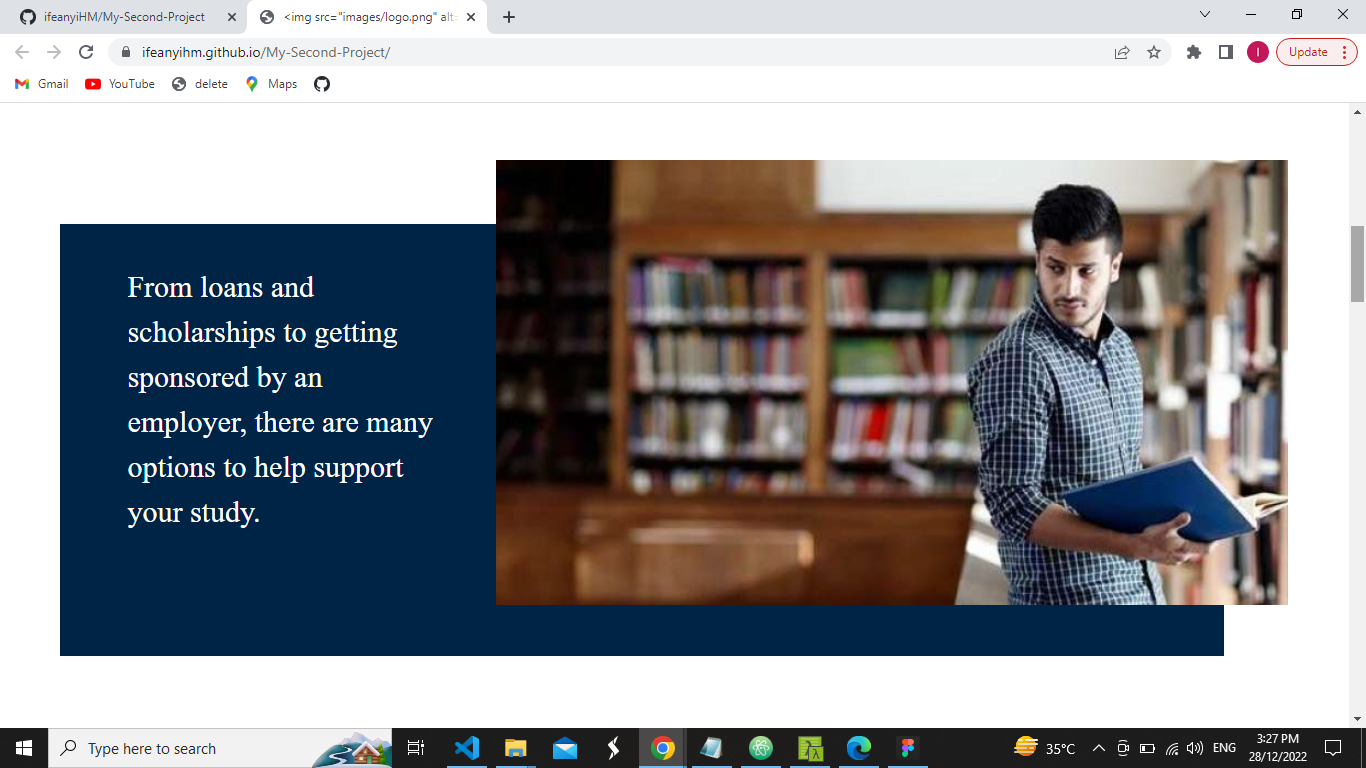 ifeanyiHM/My-Second-Project
<img src="images/logo.png" alt=
ifeanyihm.github.io/My-Second-Project/
I
Update
Gmail
YouTube
delete
Maps
From loans and
scholarships to getting
sponsored by an
employer, there are many
options to help support
your study.
Type here to search
35°C
ENG
3:27 PM
28/12/2022